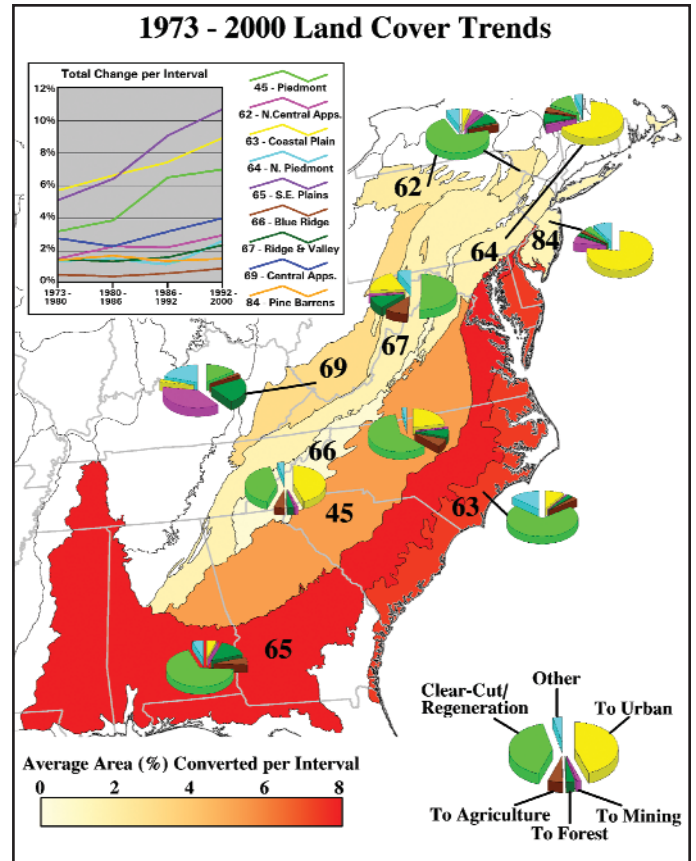 1973 - 2000 Land Cover Trends
Total Change per Interval
12%
10%
8%
6%
4%
2%
0%
1973 -
1980
1980-
1986
1986 -
1992
1992 -
2000
45 - Piedmont
62 - N.Central Apps.
63 - Coastal Plain
64 - N. Piedmont
65 - S.E. Plains
66 - Blue Ridge
67 - Ridge & Valley
69 - Central Apps.
84 - Pine Barrens
62
64
84
67
69
66
63
45
65
Average Area (%) Converted per Interval
0
2
4
6
8
Clear-Cut/
Regeneration
Other
To Urban
To Agriculture
To Forest
To Mining